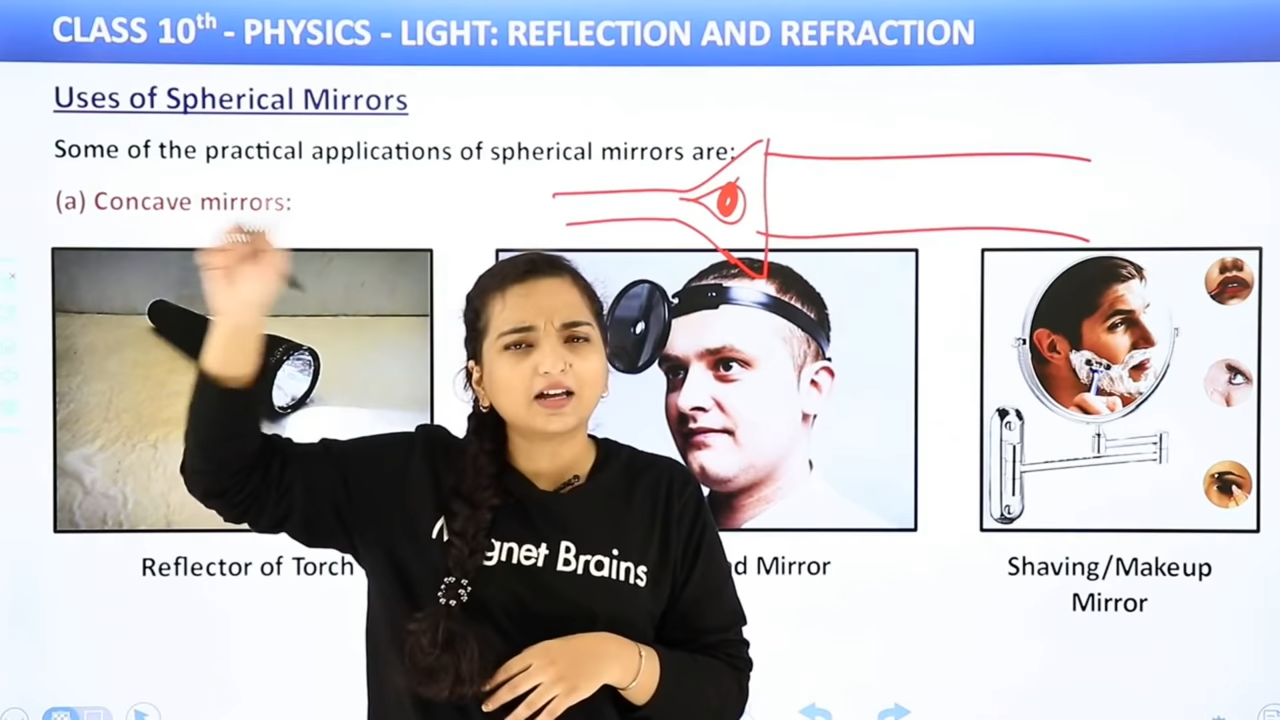 CLASS 10th - PHYSICS - LIGHT: REFLECTION AND REFRACTION
Uses of Spherical Mirrors
Some of the practical applications of spherical mirrors are:
(a) Concave mirrors:
Reflector of Torch
Mirror
Shaving/Makeup
Mirror
Brains